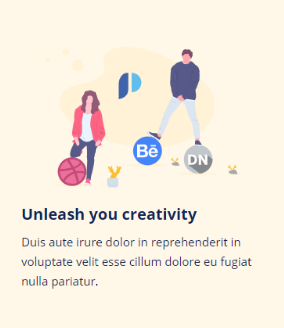 Bē
DN
Unleash you creativity
Duis aute irure dolor in reprehenderit in
voluptate velit esse cillum dolore eu fugiat
nulla pariatur.